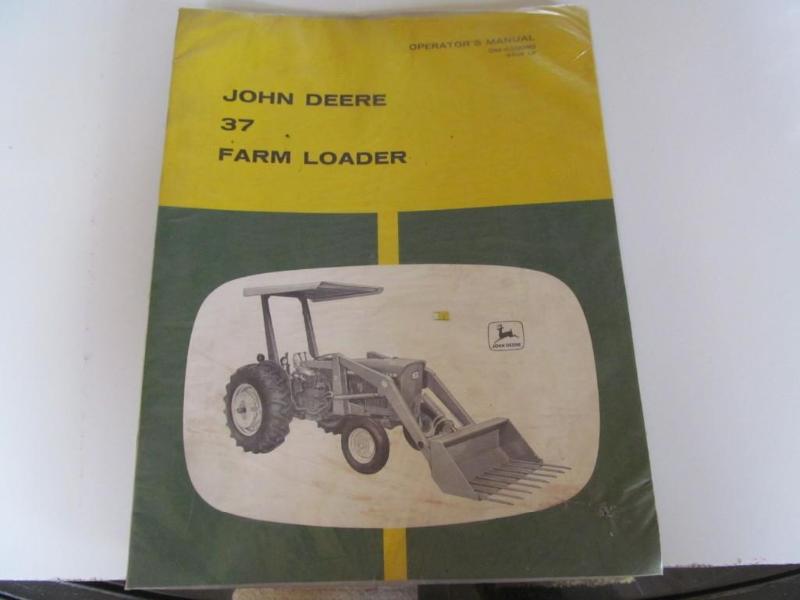 OPERATOR'S MANUAL
JOHN DEERE
37
FARM LOADER
JOHN DEERE